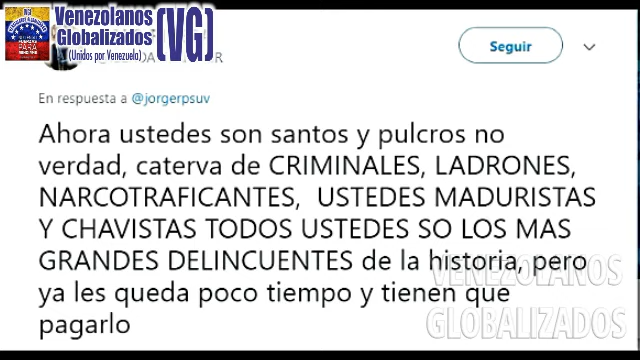 Venezolanos
Globalizados
(VG)
(Unidos por Venezuela)
Seguir
En respuesta a @jorgerpsuv
Ahora ustedes son santos y pulcros no
verdad, caterva de CRIMINALES, LADRONES,
NARCOTRAFICANTES, USTEDES MADURISTAS
Y CHAVISTAS TODOS USTEDES SO LOS MAS
GRANDES DELINCUENTES de la historia, pero
ya les queda poco tiempo y tienen que
pagarlo
VENEZOLANOS
GLOBALIZADOS